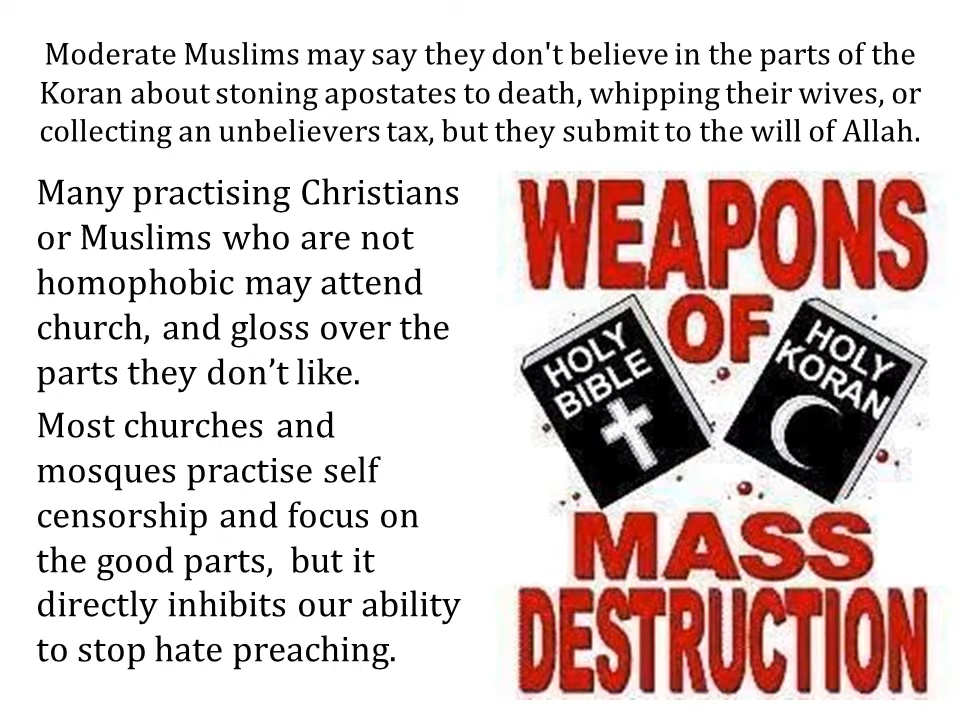 Moderate Muslims may say they don't believe in the parts of the
Koran about stoning apostates to death, whipping their wives, or
collecting an unbelievers tax, but they submit to the will of Allah.
Many practising Christians
or Muslims who are not
homophobic may attend
church, and gloss over the
parts they don’t like.
Most churches and
mosques practise self
censorship and focus on
the good parts,  but it
directly inhibits our ability
to stop hate preaching.
WEAPONS
OF
HOLY
BIBLE
HOLY
KORAN
MASS
DESTRUCTION